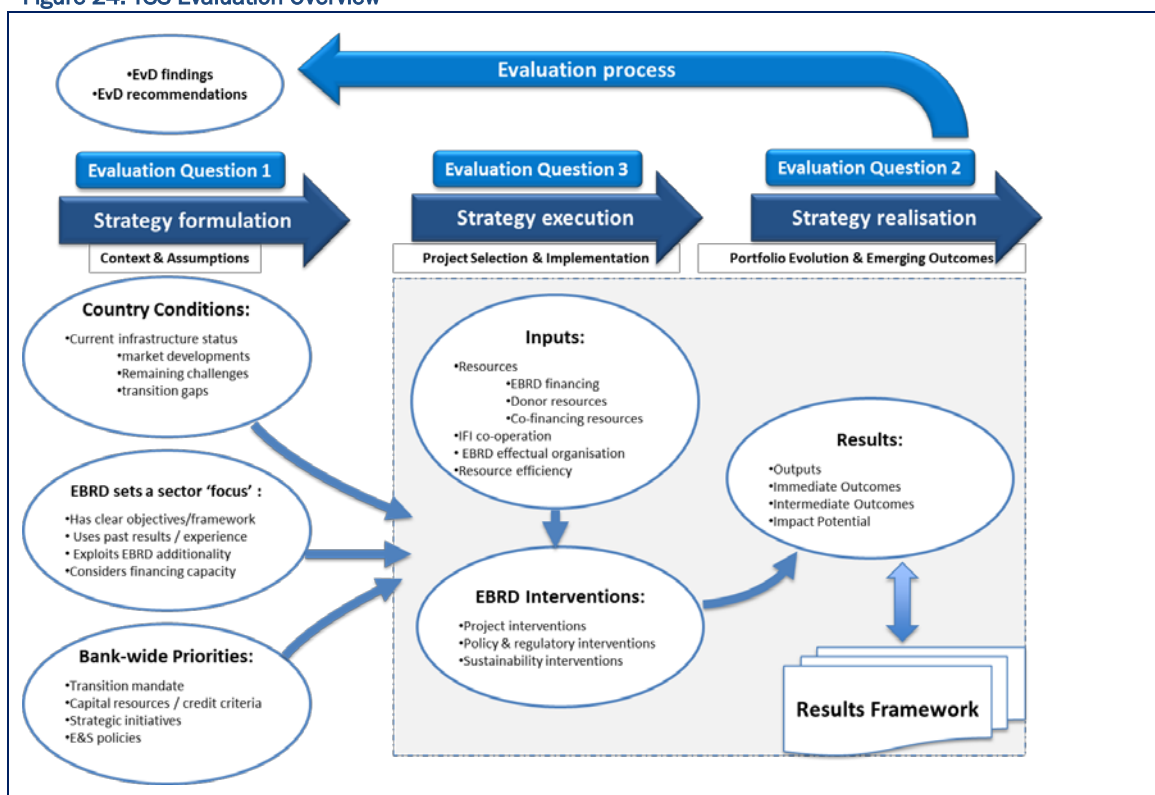 Figure 24: TSS Evaluation Overview
•EvD findings
•EvD recommendations
Evaluation process
Evaluation Question 1
Evaluation Question 3
Evaluation Question 2
Strategy formulation
Strategy execution
Strategy realisation
Context & Assumptions
Project Selection & Implementation
Portfolio Evolution & Emerging Outcomes
Country Conditions:
•Current infrastructure status
•market developments
•Remaining challenges
•transition gaps
EBRD sets a sector ‘focus’ :
•Has clear objectives/framework
• Uses past results / experience
• Exploits EBRD additionality
•Considers financing capacity
Bank-wide Priorities:
•Transition mandate
•Capital resources / credit criteria
•Strategic initiatives
•E&S policies
Inputs:
•Resources
•EBRD financing
•Donor resources
•Co-financing resources
•IFI co-operation
• EBRD effectual organisation
•Resource efficiency
EBRD Interventions:
•Project interventions
•Policy & regulatory interventions
•Sustainability interventions
Results:
•Outputs
•Immediate Outcomes
•Intermediate Outcomes
•Impact Potential
Results Framework